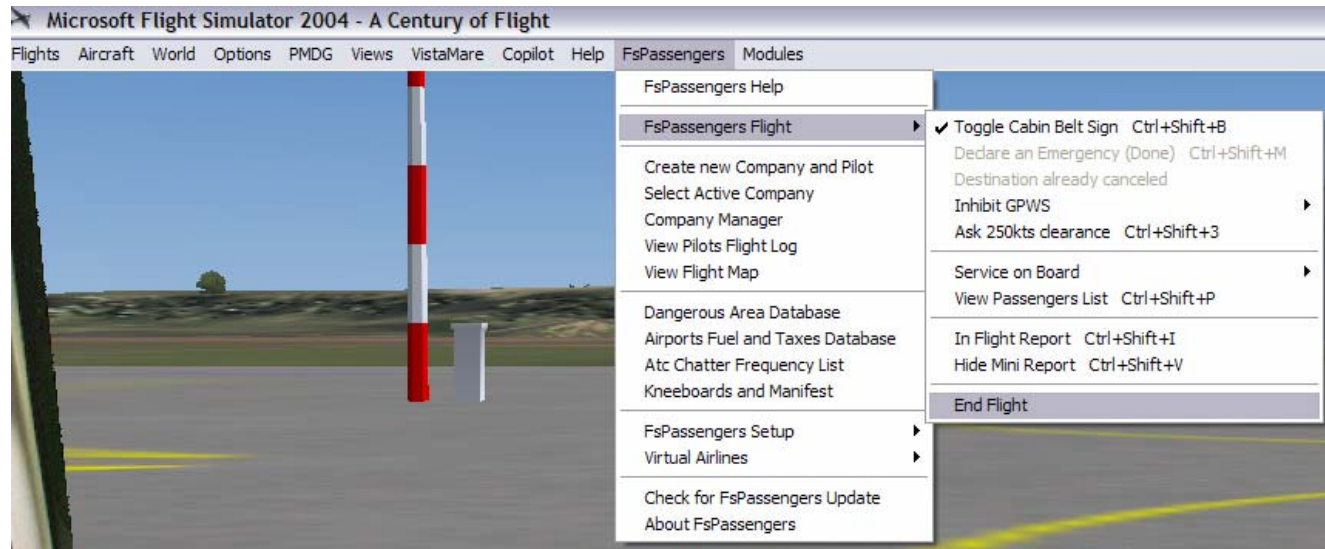 Microsoft Flight Simulator 2004 - A Century of Flight
Flights Aircraft World Options PMDG Views VistaMare Copilot Help FsPassengers Modules
FsPassengers Help
FsPassengers Flight
Create new Company and Pilot
Select Active Company
Company Manager
View Pilots Flight Log
View Flight Map
Dangerous Area Database
Airports Fuel and Taxes Database
Atc Chatter Frequency List
Kneeboards and Manifest
FsPassengers Setup
Virtual Airlines
Check for FsPassengers Update
About FsPassengers
Toggle Cabin Belt Sign Ctrl+Shift+B
Declare an Emergency (Done) Ctrl+Shift+M
Destination already canceled
Inhibit GPWS
Ask 250kts clearance Ctrl+Shift+3
Service on Board
View Passengers List Ctrl+Shift+P
In Flight Report Ctrl+Shift+I
Hide Mini Report Ctrl+Shift+V
End Flight